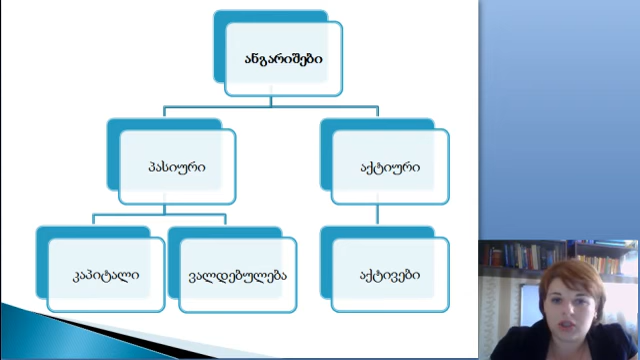 ანგარიშები
პასიური
აქტიური
კაპიტალი
ვალდებულება
აქტივები